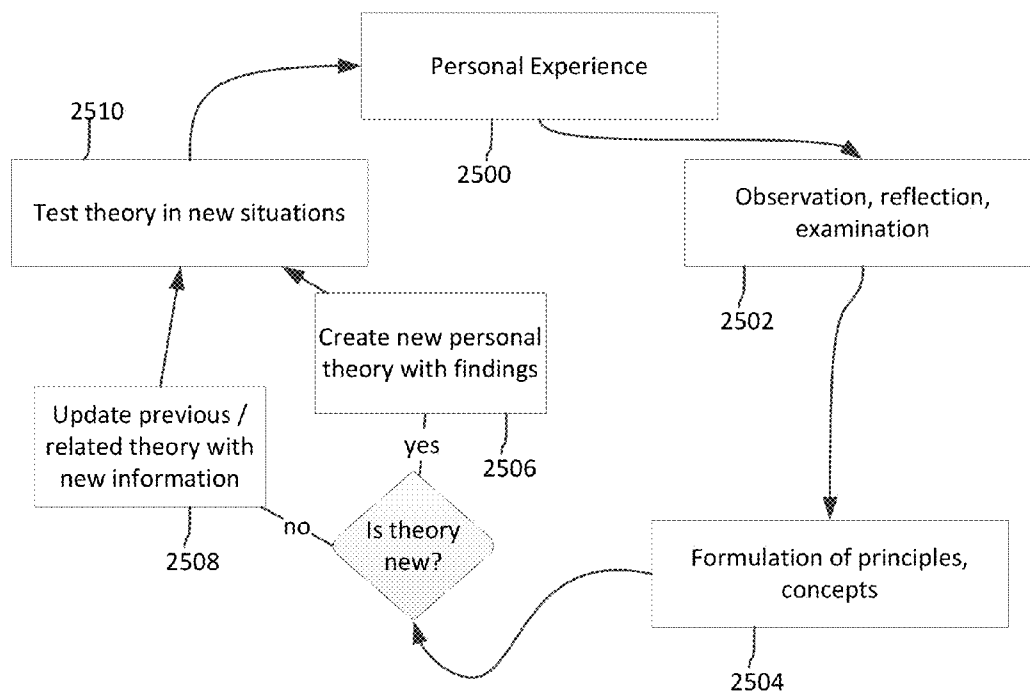 Personal Experience
2500
2510
Test theory in new situations
Observation, reflection,
examination
2502
Create new personal
theory with findings
2506
Update previous /
related theory with
new information
2508
yes
no
Is theory
new?
Formulation of principles,
concepts
2504